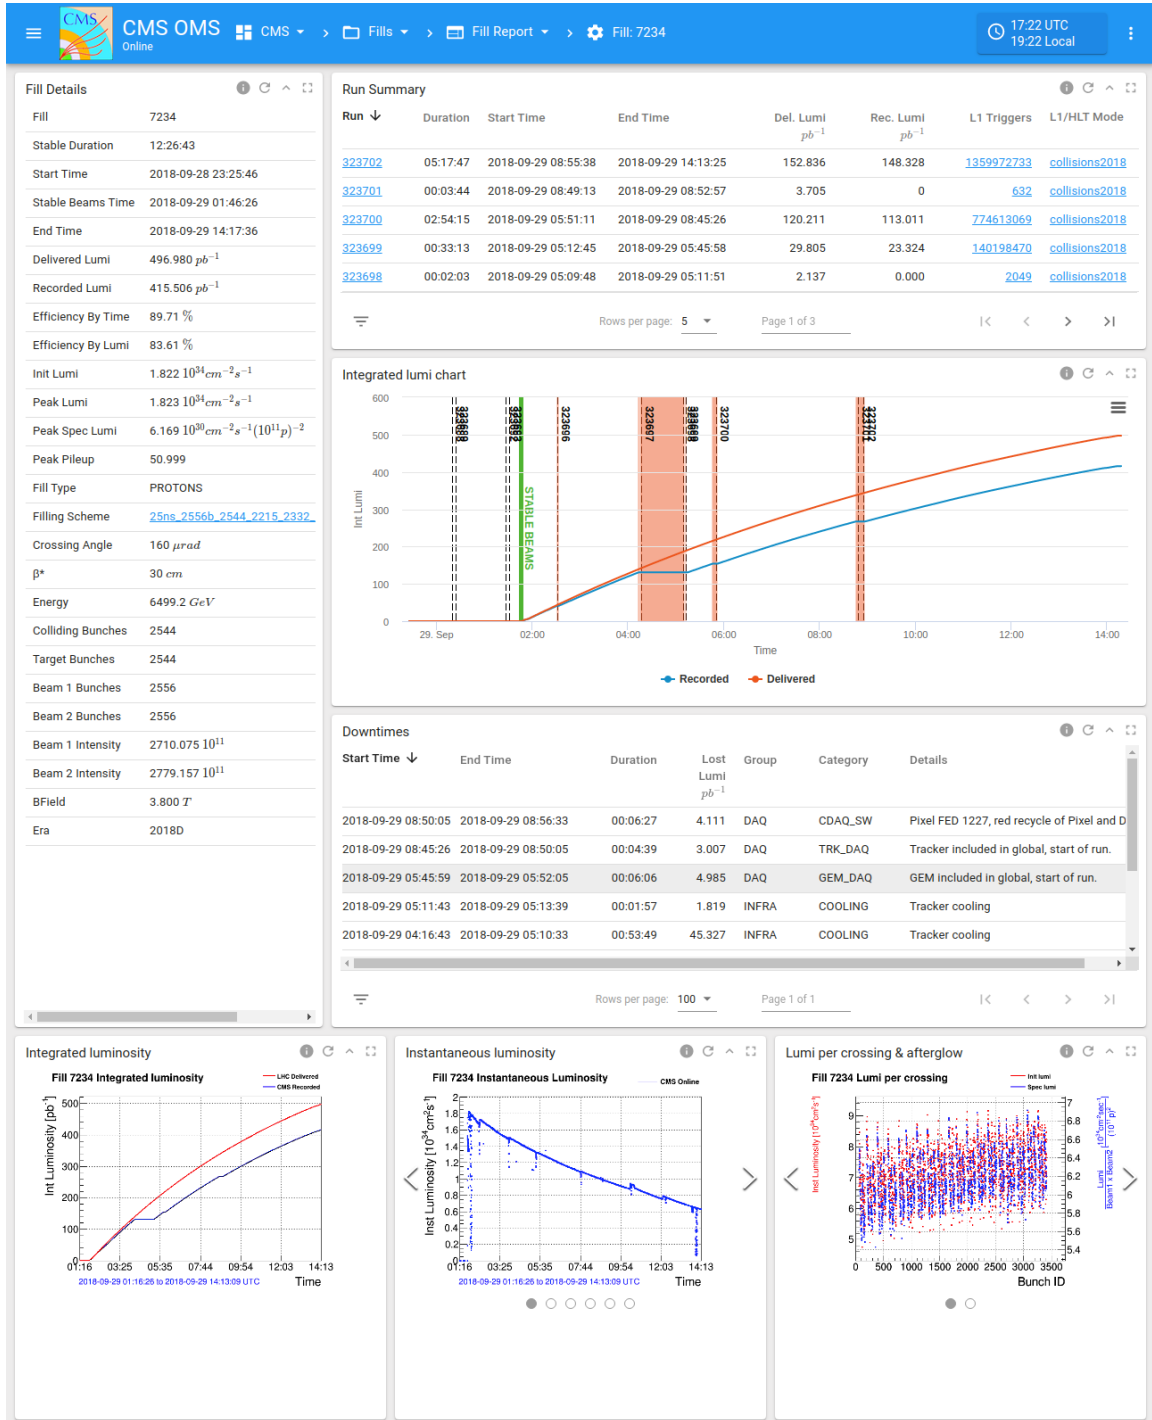 CMS
CMS OMS
Online
CMS
Fills
Fill Report
Fill: 7234
17:22 UTC
19:22 Local
Fill Details
Fill 7234
Stable Duration 12:26:43
Start Time 2018-09-28 23:25:46
Stable Beams Time 2018-09-29 01:46:26
End Time 2018-09-29 14:17:36
Delivered Lumi 496.980 pb⁻¹
Recorded Lumi 415.506 pb⁻¹
Efficiency By Time 89.71 %
Efficiency By Lumi 83.61 %
Init Lumi 1.822 10³⁴cm⁻²s⁻¹
Peak Lumi 1.823 10³⁴cm⁻²s⁻¹
Peak Spec Lumi 6.169 10³⁰cm⁻²s⁻¹(10¹¹p)⁻²
Peak Pileup 50.999
Fill Type PROTONS
Filling Scheme 25ns_2556b_2544_2215_2332_
Crossing Angle 160 μrad
β* 30 cm
Energy 6499.2 GeV
Colliding Bunches 2544
Target Bunches 2544
Beam 1 Bunches 2556
Beam 2 Bunches 2556
Beam 1 Intensity 2710.075 10¹¹
Beam 2 Intensity 2779.157 10¹¹
BField 3.800 T
Era 2018D
Run Summary
Run Duration Start Time End Time Del. Lumi pb⁻¹ Rec. Lumi pb⁻¹ L1 Triggers L1/HLT Mode
323702 05:17:47 2018-09-29 08:55:38 2018-09-29 14:13:25 152.836 148.328 1359972733 collisions2018
323701 00:03:44 2018-09-29 08:49:13 2018-09-29 08:52:57 3.705 0 632 collisions2018
323700 02:54:15 2018-09-29 05:51:11 2018-09-29 08:45:26 120.211 113.011 774613069 collisions2018
323699 00:33:13 2018-09-29 05:12:45 2018-09-29 05:45:58 29.805 23.324 140198470 collisions2018
323698 00:02:03 2018-09-29 05:09:48 2018-09-29 05:11:51 2.137 0.000 2049 collisions2018
Rows per page: 5 Page 1 of 3
Integrated lumi chart
Int Lumi
600
500
400
300
200
100
0
323696
323697
323700
STABLE BEAMS
29. Sep 02:00 04:00 06:00 08:00 10:00 12:00 14:00
Time
Recorded Delivered
Downtimes
Start Time End Time Duration Lost Lumi pb⁻¹ Group Category Details
2018-09-29 08:50:05 2018-09-29 08:56:33 00:06:27 4.111 DAQ CDAQ_SW Pixel FED 1227, red recycle of Pixel and D
2018-09-29 08:45:26 2018-09-29 08:50:05 00:04:39 3.007 DAQ TRK_DAQ Tracker included in global, start of run.
2018-09-29 05:45:59 2018-09-29 05:52:05 00:06:06 4.985 DAQ GEM_DAQ GEM included in global, start of run.
2018-09-29 05:11:43 2018-09-29 05:13:39 00:01:57 1.819 INFRA COOLING Tracker cooling
2018-09-29 04:16:43 2018-09-29 05:10:33 00:53:49 45.327 INFRA COOLING Tracker cooling
Rows per page: 100 Page 1 of 1
Integrated luminosity
Fill 7234 Integrated luminosity
LHC Delivered
CMS Recorded
Int Luminosity [pb⁻¹]
500
400
300
200
100
0
01:16 03:25 05:35 07:44 09:54 12:03 14:13
2018-09-29 01:16:26 to 2018-09-29 14:13:09 UTC
Time
Instantaneous luminosity
Fill 7234 Instantaneous Luminosity
CMS Online
Inst Luminosity [10³⁴cm²s⁻¹]
2
1.8
1.6
1.4
1.2
1
0.8
0.6
0.4
0.2
0
01:16 03:25 05:35 07:44 09:54 12:03 14:13
2018-09-29 01:16:26 to 2018-09-29 14:13:09 UTC
Time
Lumi per crossing & afterglow
Fill 7234 Lumi per crossing
Init lumi
Spec lumi
9
8
7
6
5
7
6.8
6.6
6.4
6.2
6
5.8
5.6
5.4
0 500 1000 1500 2000 2500 3000 3500
Bunch ID